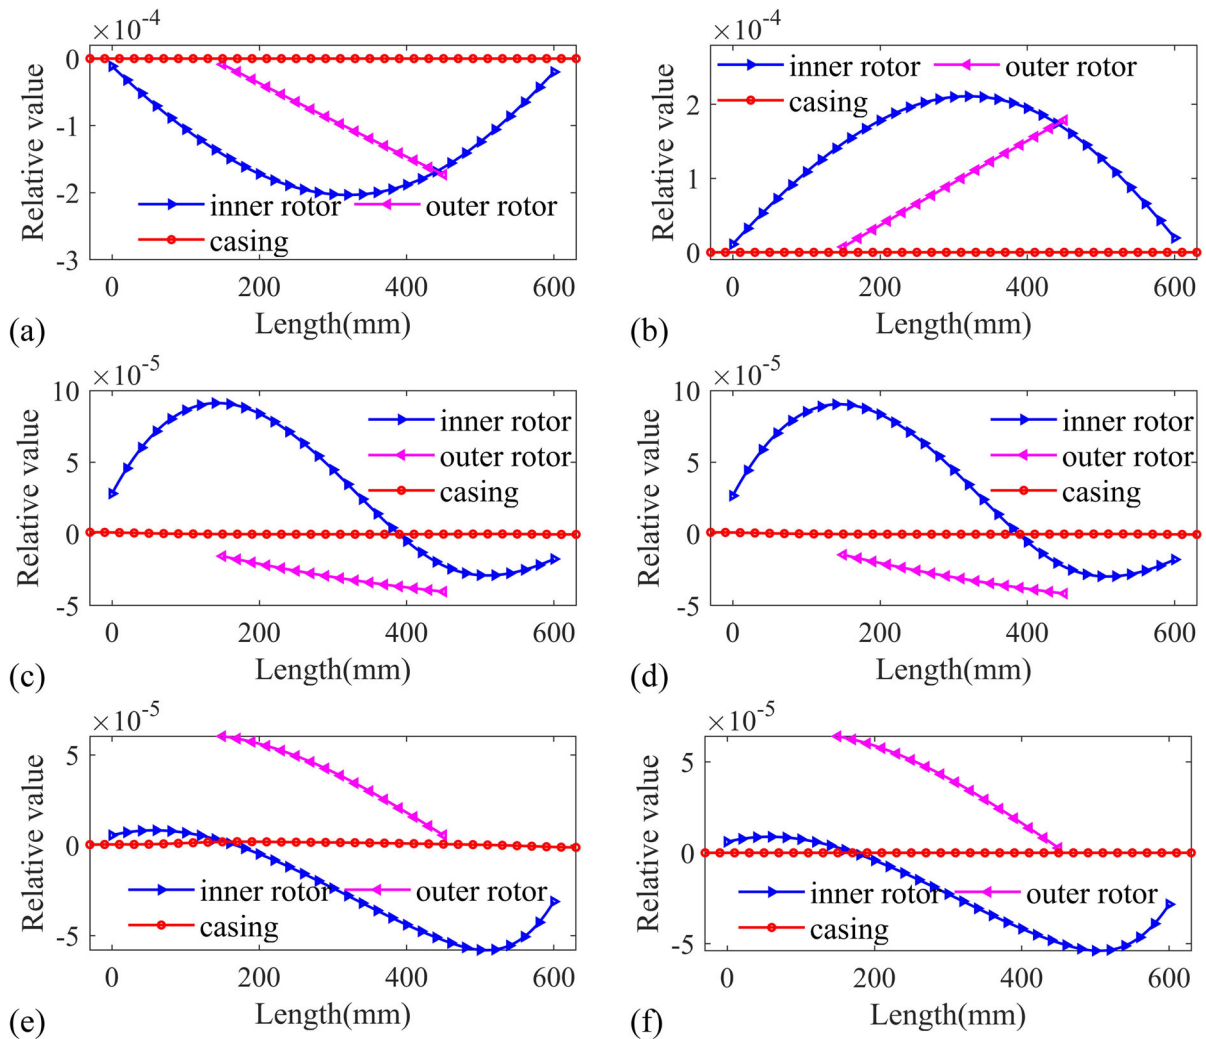 ×10-4
0
-1
-2
-3
Relative value
inner rotor outer rotor
casing
0 200 400 600
Length(mm)
(a)
×10-4
inner rotor outer rotor
casing
2
1
0
Relative value
0 200 400 600
Length(mm)
(b)
×10-5
10
5
0
-5
Relative value
inner rotor
outer rotor
casing
0 200 400 600
Length(mm)
(c)
×10-5
10
5
0
-5
Relative value
inner rotor
outer rotor
casing
0 200 400 600
Length(mm)
(d)
×10-5
5
0
-5
Relative value
inner rotor outer rotor
casing
0 200 400 600
Length(mm)
(e)
×10-5
5
0
-5
Relative value
inner rotor outer rotor
casing
0 200 400 600
Length(mm)
(f)